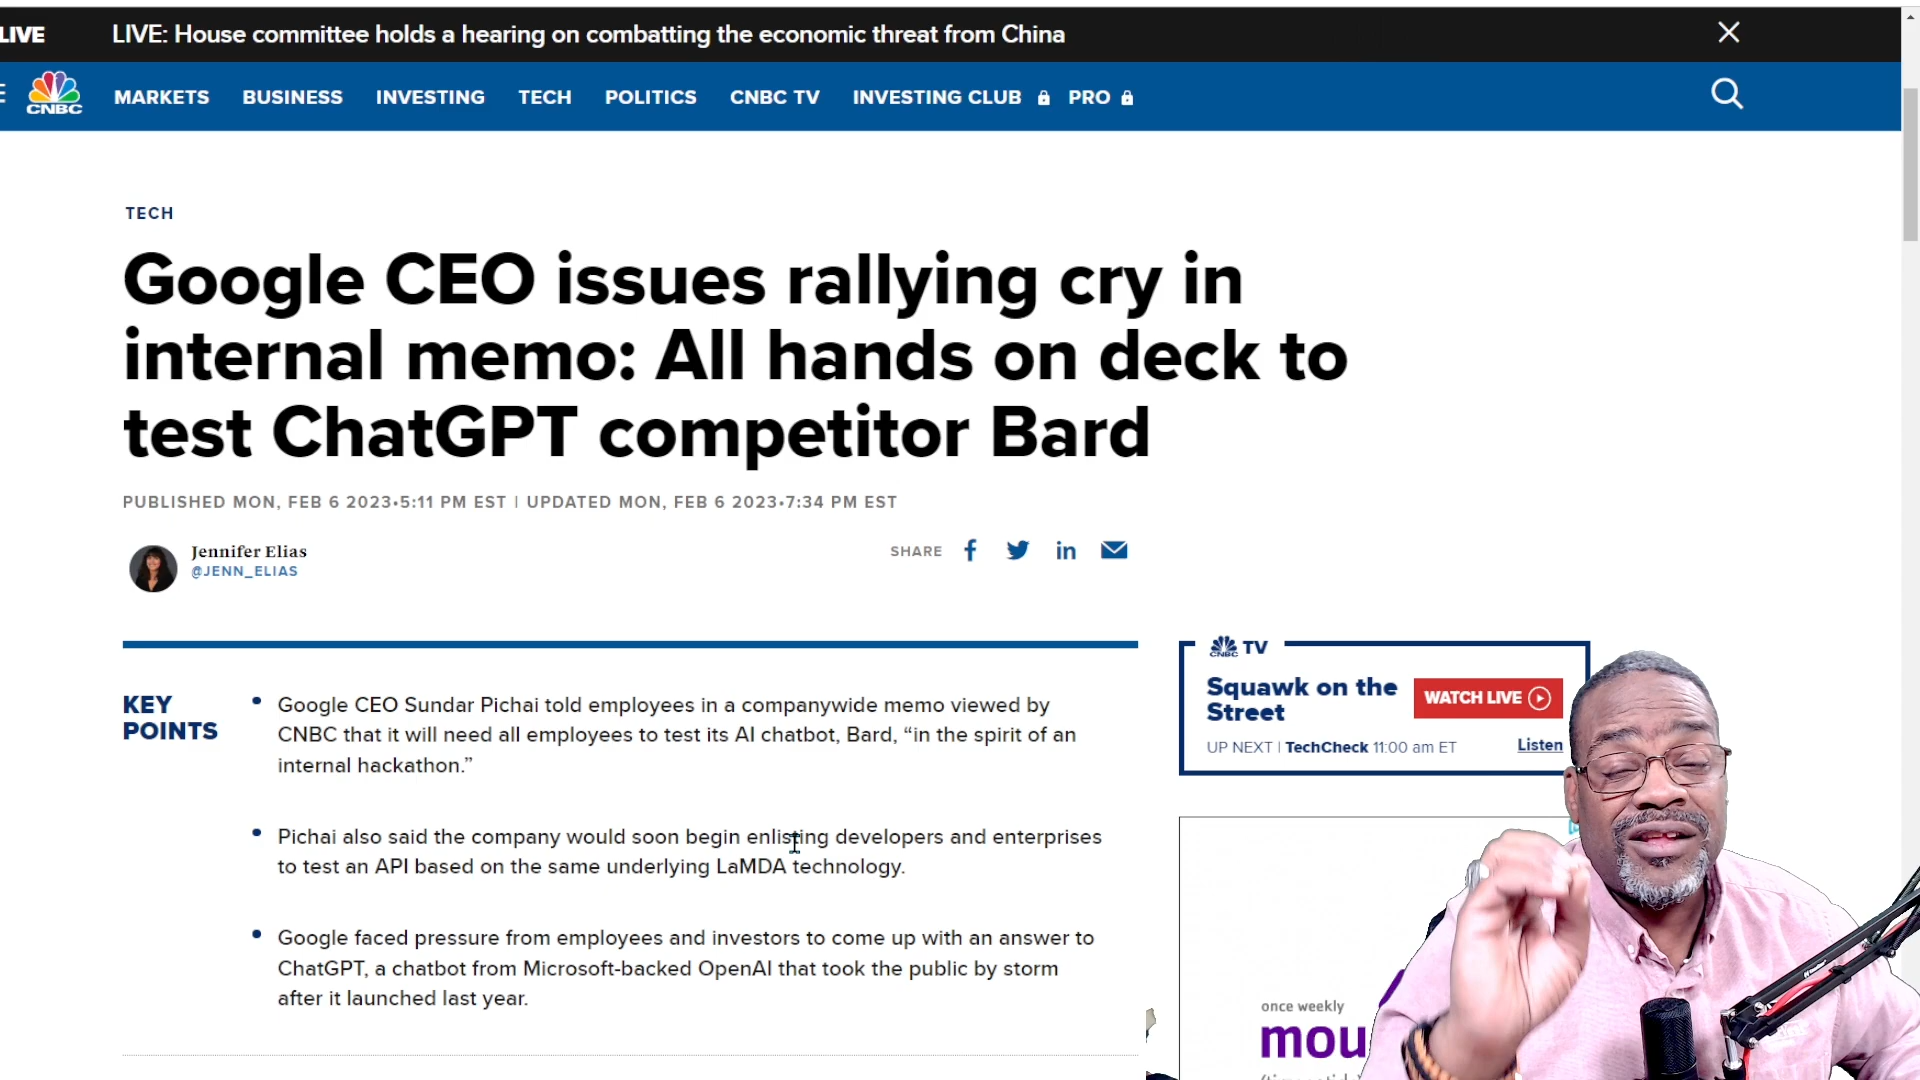 LIVE
LIVE: House committee holds a hearing on combatting the economic threat from China
CNBC
MARKETS BUSINESS INVESTING TECH POLITICS CNBC TV INVESTING CLUB PRO
TECH
Google CEO issues rallying cry in
internal memo: All hands on deck to
test ChatGPT competitor Bard
PUBLISHED MON, FEB 6 2023•5:11 PM EST | UPDATED MON, FEB 6 2023•7:34 PM EST
Jennifer Elias
@JENN_ELIAS
SHARE
KEY
POINTS
• Google CEO Sundar Pichai told employees in a companywide memo viewed by
CNBC that it will need all employees to test its AI chatbot, Bard, “in the spirit of an
internal hackathon.”
• Pichai also said the company would soon begin enlisting developers and enterprises
to test an API based on the same underlying LaMDA technology.
• Google faced pressure from employees and investors to come up with an answer to
ChatGPT, a chatbot from Microsoft-backed OpenAI that took the public by storm
after it launched last year.
CNBC TV
Squawk on the
Street
WATCH LIVE
UP NEXT | TechCheck 11:00 am ET
Listen
once weekly
mou